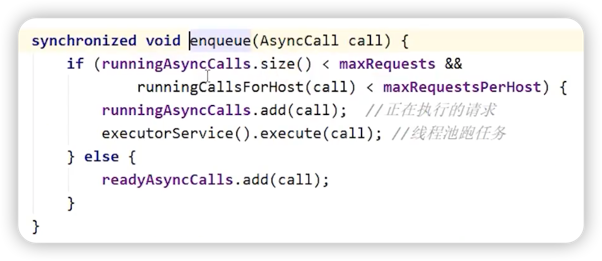 synchronized void enqueue(AsyncCall call) {
    if (runningAsyncCalls.size() < maxRequests &&
            runningCallsForHost(call) < maxRequestsPerHost) {
        runningAsyncCalls.add(call);  //正在执行的请求
        executorService().execute(call); //线程池跑任务
    } else {
        readyAsyncCalls.add(call);
    }
}